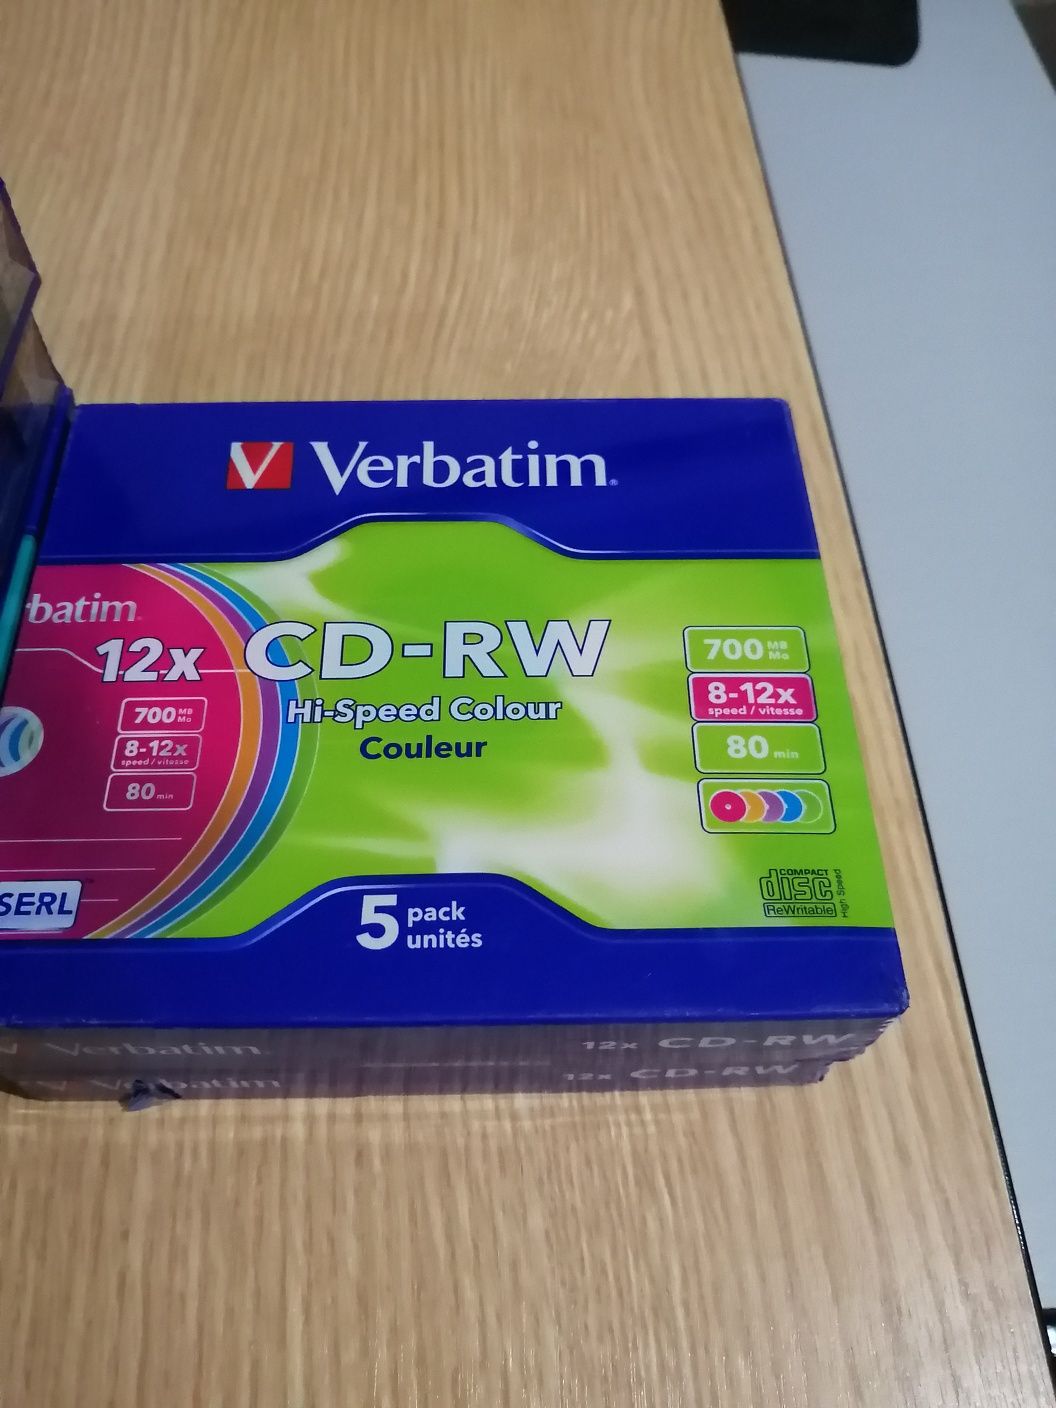 V Verbatim®
batim
12x CD-RW
Hi-Speed Colour
Couleur
700 MB Mo
8-12x
speed / vitesse
80 min
700 MB Mo
8-12x
speed / vitesse
80 min
SERL
COMPACT
disc
ReWritable
High Speed
5 pack
unités
Verbatim 12x CD-RW
Verbatim 12x CD-RW